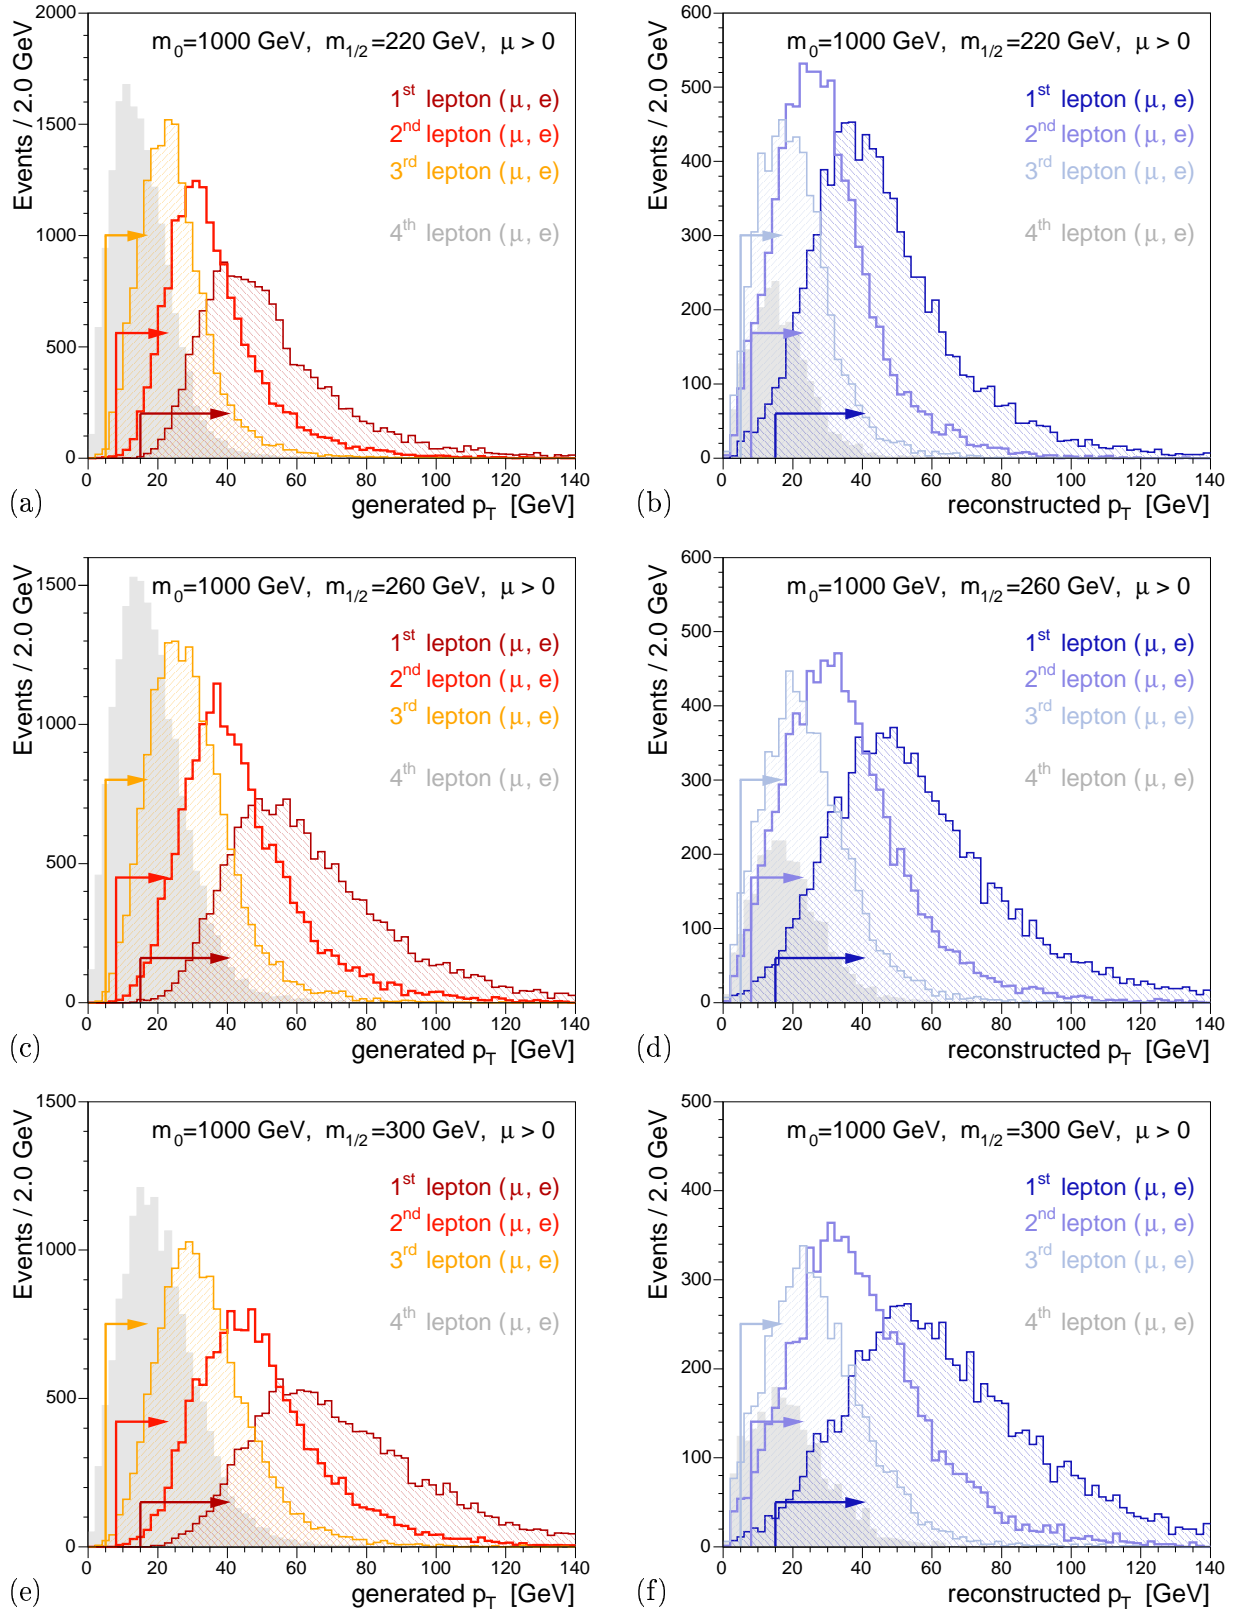 m0=1000 GeV, m1/2=220 GeV, μ > 0
1st lepton (μ, e)
2nd lepton (μ, e)
3rd lepton (μ, e)
4th lepton (μ, e)
Events / 2.0 GeV
2000
1500
1000
500
0
0 20 40 60 80 100 120 140
generated pT [GeV]
(a)
m0=1000 GeV, m1/2=220 GeV, μ > 0
1st lepton (μ, e)
2nd lepton (μ, e)
3rd lepton (μ, e)
4th lepton (μ, e)
Events / 2.0 GeV
600
500
400
300
200
100
0
0 20 40 60 80 100 120 140
reconstructed pT [GeV]
(b)
m0=1000 GeV, m1/2=260 GeV, μ > 0
1st lepton (μ, e)
2nd lepton (μ, e)
3rd lepton (μ, e)
4th lepton (μ, e)
Events / 2.0 GeV
1500
1000
500
0
0 20 40 60 80 100 120 140
generated pT [GeV]
(c)
m0=1000 GeV, m1/2=260 GeV, μ > 0
1st lepton (μ, e)
2nd lepton (μ, e)
3rd lepton (μ, e)
4th lepton (μ, e)
Events / 2.0 GeV
600
500
400
300
200
100
0
0 20 40 60 80 100 120 140
reconstructed pT [GeV]
(d)
m0=1000 GeV, m1/2=300 GeV, μ > 0
1st lepton (μ, e)
2nd lepton (μ, e)
3rd lepton (μ, e)
4th lepton (μ, e)
Events / 2.0 GeV
1500
1000
500
0
0 20 40 60 80 100 120 140
generated pT [GeV]
(e)
m0=1000 GeV, m1/2=300 GeV, μ > 0
1st lepton (μ, e)
2nd lepton (μ, e)
3rd lepton (μ, e)
4th lepton (μ, e)
Events / 2.0 GeV
500
400
300
200
100
0
0 20 40 60 80 100 120 140
reconstructed pT [GeV]
(f)